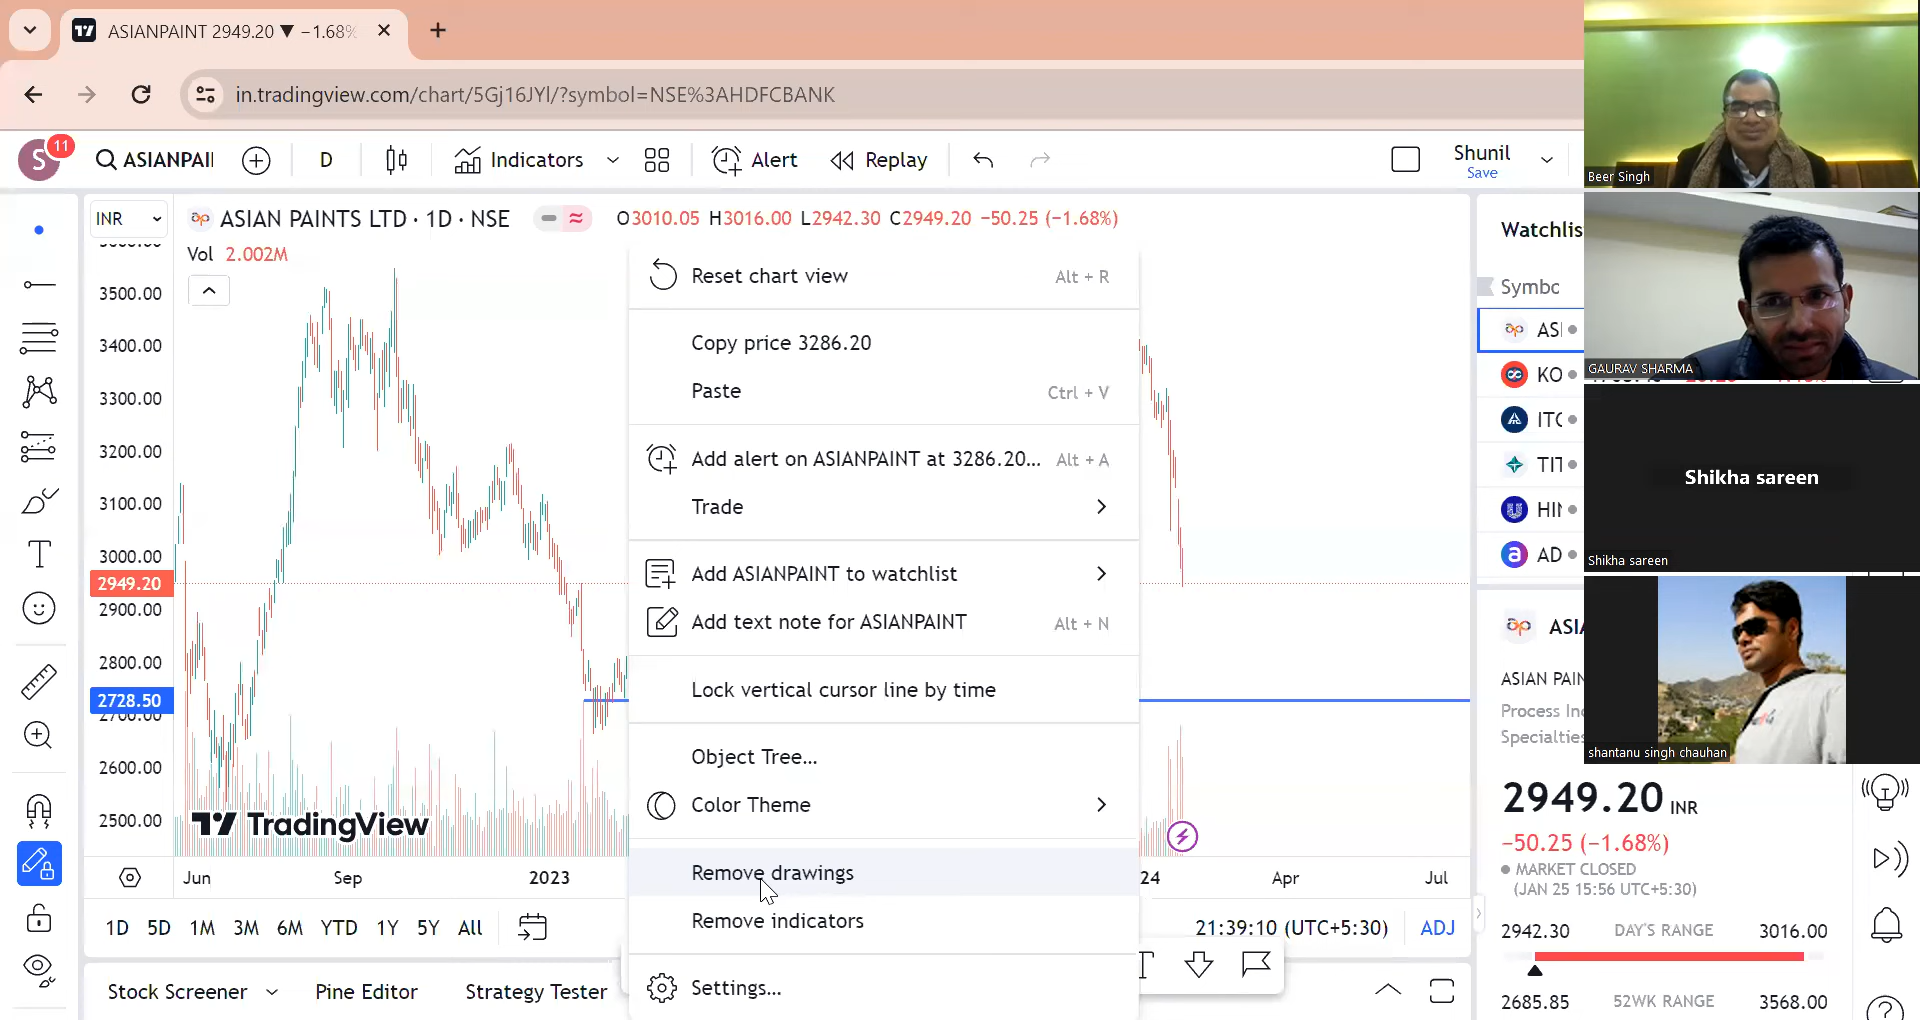 ASIANPAINT 2949.20 ▼ −1.68%
in.tradingview.com/chart/5Gj16JYl/?symbol=NSE%3AHDFCBANK
S
11
ASIANPAI
D
Indicators
Alert
Replay
Shunil
Save
INR
ASIAN PAINTS LTD · 1D · NSE
O3010.05 H3016.00 L2942.30 C2949.20 −50.25 (−1.68%)
Vol 2.002M
3500.00
3400.00
3300.00
3200.00
3100.00
3000.00
2949.20
2900.00
2800.00
2728.50
2700.00
2600.00
2500.00
TradingView
Jun
Sep
2023
24
Apr
Jul
Reset chart view Alt + R
Copy price 3286.20
Paste Ctrl + V
Add alert on ASIANPAINT at 3286.20... Alt + A
Trade
Add ASIANPAINT to watchlist
Add text note for ASIANPAINT Alt + N
Lock vertical cursor line by time
Object Tree...
Color Theme
Remove drawings
Remove indicators
Settings...
1D 5D 1M 3M 6M YTD 1Y 5Y All
21:39:10 (UTC+5:30) ADJ
Stock Screener
Pine Editor
Strategy Tester
Watchlis
Symbo
ASI
KO
ITC
TIT
HIN
AD
ASIA
ASIAN PAIN
Process In
Specialties
2949.20 INR
−50.25 (−1.68%)
MARKET CLOSED
(JAN 25 15:56 UTC+5:30)
2942.30 DAY'S RANGE 3016.00
2685.85 52WK RANGE 3568.00
Beer Singh
GAURAV SHARMA
Shikha sareen
Shikha sareen
shantanu singh chauhan